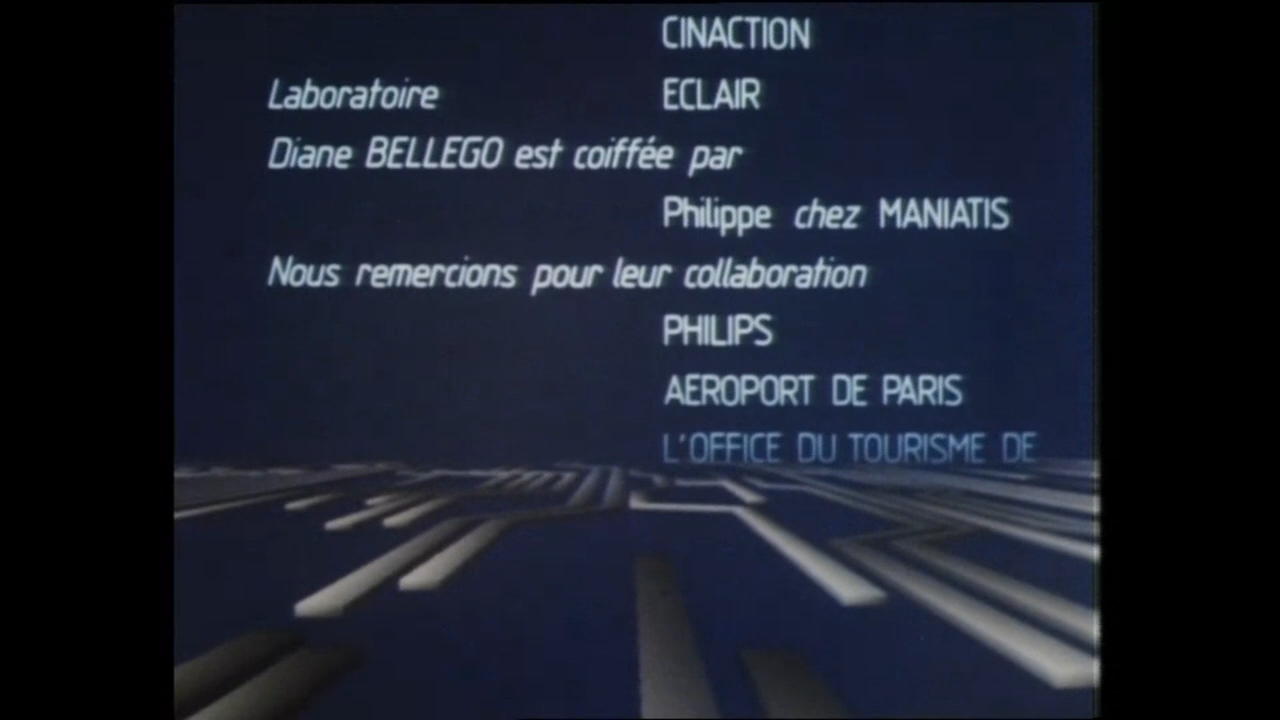 CINACTION
Laboratoire ECLAIR
Diane BELLEGO est coiffée par
Philippe chez MANIATIS
Nous remercions pour leur collaboration
PHILIPS
AEROPORT DE PARIS
L'OFFICE DU TOURISME DE